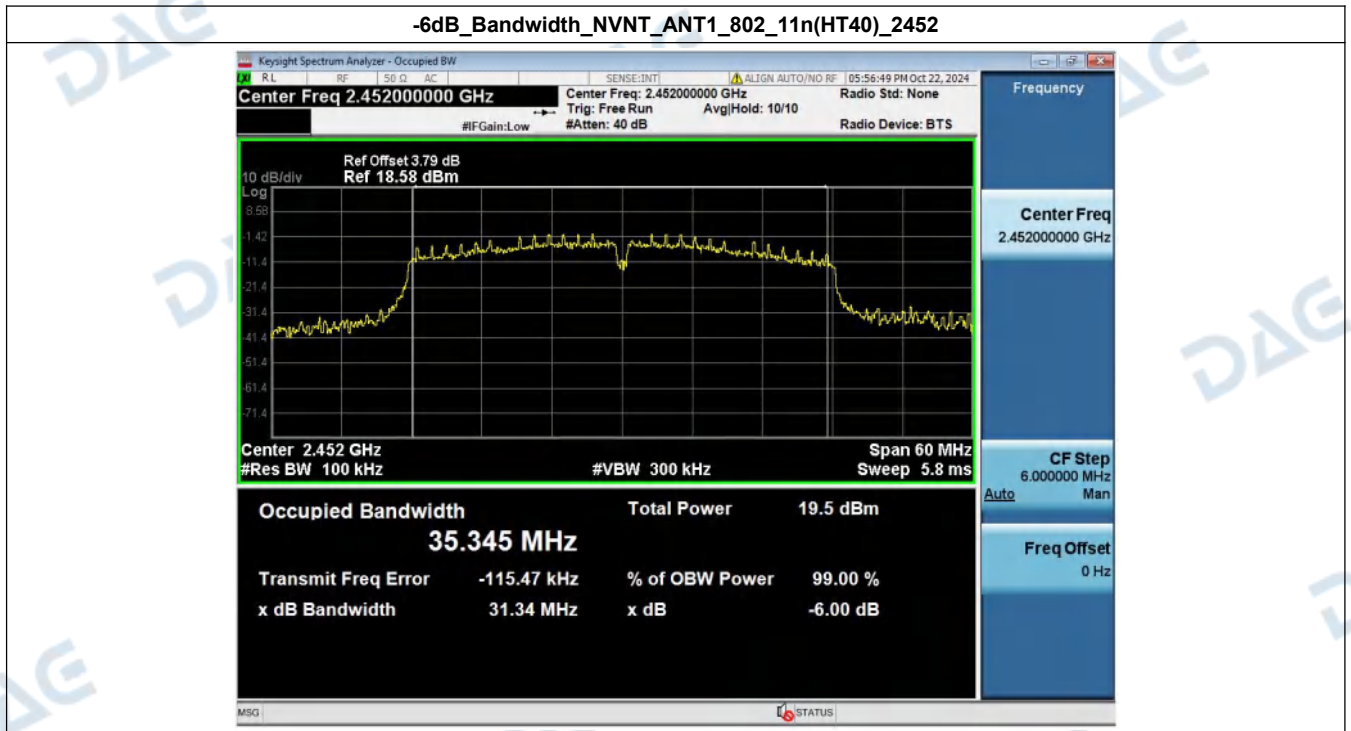 -6dB_Bandwidth_NVNT_ANT1_802_11n(HT40)_2452
Keysight Spectrum Analyzer - Occupied BW
LXI RL RF 50 Ω AC SENSE:INT ALIGN AUTO/NO RF 05:56:49 PM Oct 22, 2024
Center Freq 2.452000000 GHz
Center Freq: 2.452000000 GHz Radio Std: None
Trig: Free Run Avg|Hold: 10/10
#IFGain:Low #Atten: 40 dB Radio Device: BTS
Ref Offset 3.79 dB
10 dB/div Ref 18.58 dBm
Log
8.58
-1.42
-11.4
-21.4
-31.4
-41.4
-51.4
-61.4
-71.4
Center 2.452 GHz Span 60 MHz
#Res BW 100 kHz #VBW 300 kHz Sweep 5.8 ms
Occupied Bandwidth Total Power 19.5 dBm
35.345 MHz
Transmit Freq Error -115.47 kHz % of OBW Power 99.00 %
x dB Bandwidth 31.34 MHz x dB -6.00 dB
MSG STATUS
Frequency
Center Freq
2.452000000 GHz
CF Step
6.000000 MHz
Auto Man
Freq Offset
0 Hz
DAE
DAE
DAE
DAE